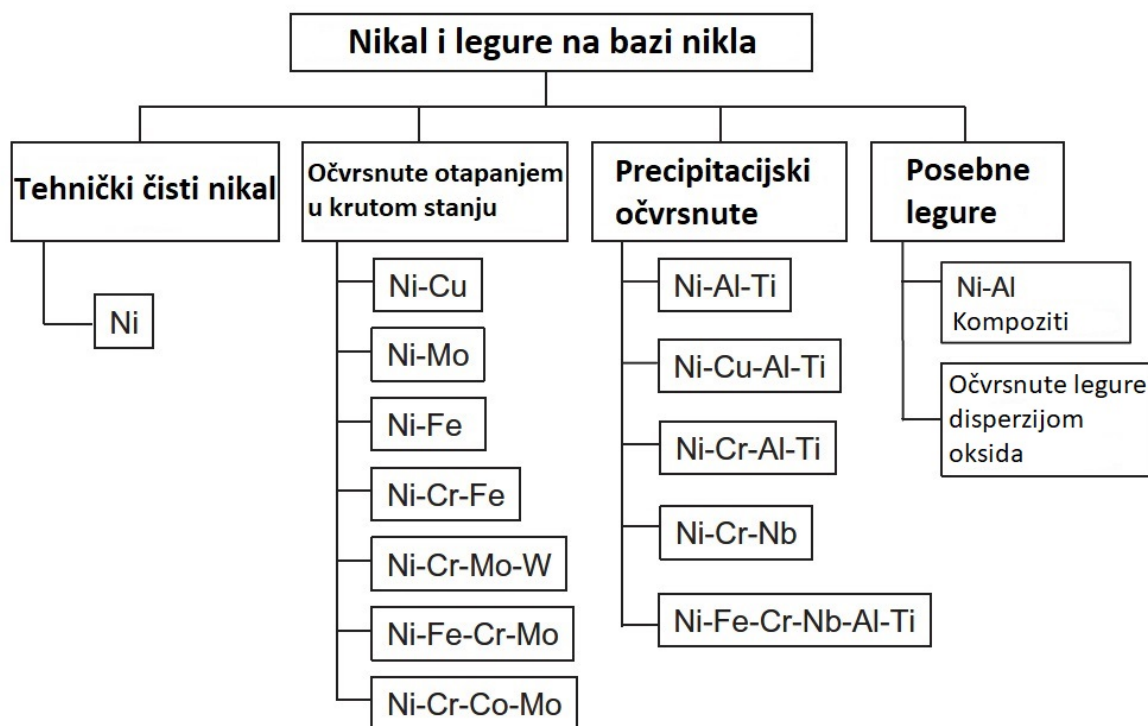 Nikal i legure na bazi nikla
Tehnički čisti nikal
Ni
Očvrsnute otapanjem
u krutom stanju
Ni-Cu
Ni-Mo
Ni-Fe
Ni-Cr-Fe
Ni-Cr-Mo-W
Ni-Fe-Cr-Mo
Ni-Cr-Co-Mo
Precipitacijski
očvrsnute
Ni-Al-Ti
Ni-Cu-Al-Ti
Ni-Cr-Al-Ti
Ni-Cr-Nb
Ni-Fe-Cr-Nb-Al-Ti
Posebne
legure
Ni-Al
Kompoziti
Očvrsnute legure
disperzijom
oksida